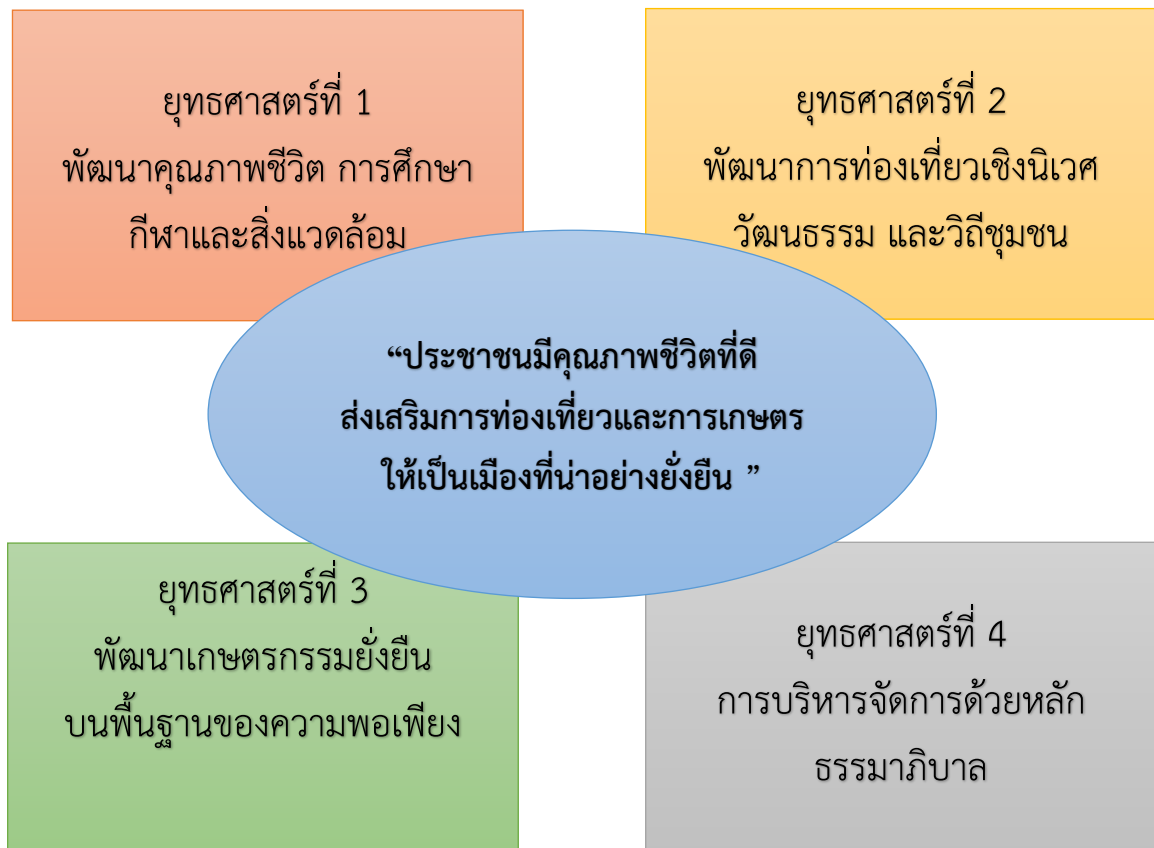 ยุทธศาสตร์ที่ 1
พัฒนาคุณภาพชีวิต การศึกษา
กีฬาและสิ่งแวดล้อม
ยุทธศาสตร์ที่ 2
พัฒนาการท่องเที่ยวเชิงนิเวศ
วัฒนธรรม และวิถีชุมชน
“ประชาชนมีคุณภาพชีวิตที่ดี
ส่งเสริมการท่องเที่ยวและการเกษตร
ให้เป็นเมืองที่น่าอย่างยั่งยืน ”
ยุทธศาสตร์ที่ 3
พัฒนาเกษตรกรรมยั่งยืน
บนพื้นฐานของความพอเพียง
ยุทธศาสตร์ที่ 4
การบริหารจัดการด้วยหลัก
ธรรมาภิบาล